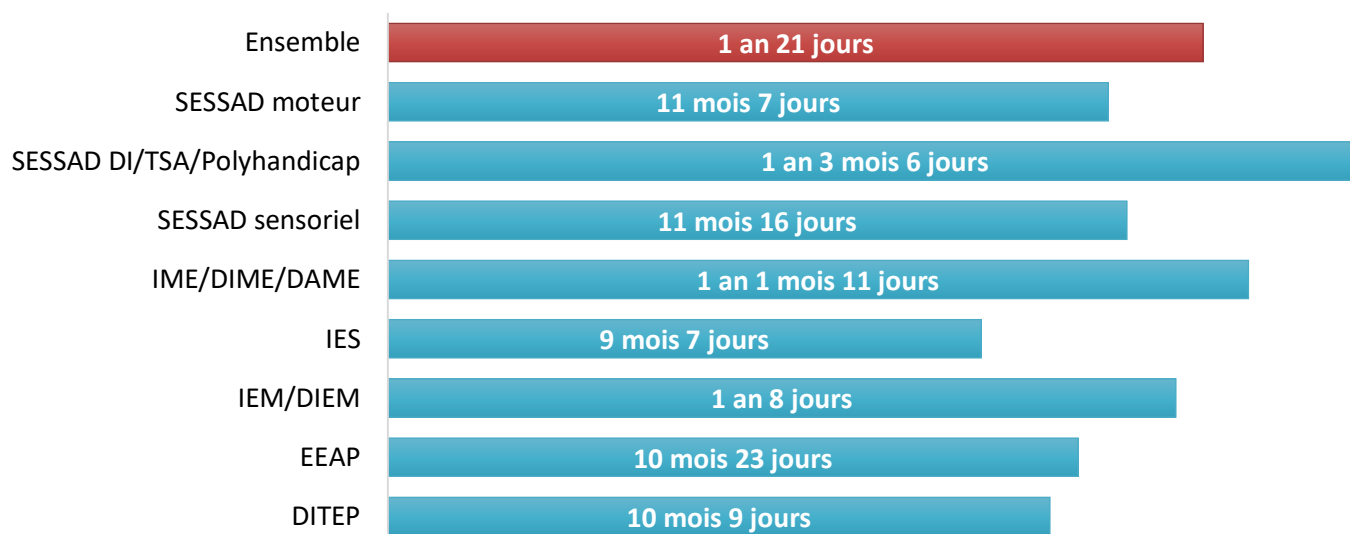 Ensemble 1 an 21 jours
SESSAD moteur 11 mois 7 jours
SESSAD DI/TSA/Polyhandicap 1 an 3 mois 6 jours
SESSAD sensoriel 11 mois 16 jours
IME/DIME/DAME 1 an 1 mois 11 jours
IES 9 mois 7 jours
IEM/DIEM 1 an 8 jours
EEAP 10 mois 23 jours
DITEP 10 mois 9 jours